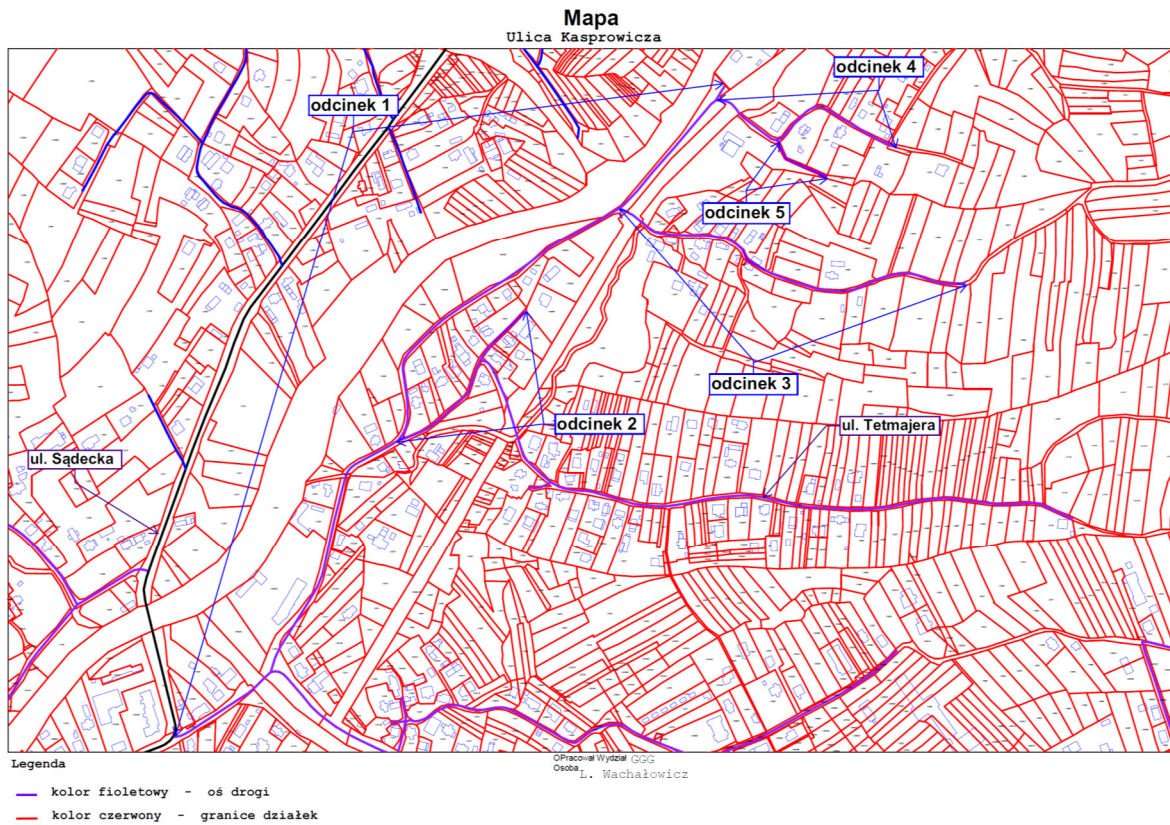 Mapa
Ulica Kasprowicza
odcinek 4
odcinek 1
odcinek 5
odcinek 3
odcinek 2
ul. Tetmajera
ul. Sądecka
Legenda
OPracował Wydział GGG
Osoba L. Wachałowicz
kolor fioletowy - oś drogi
kolor czerwony - granice działek